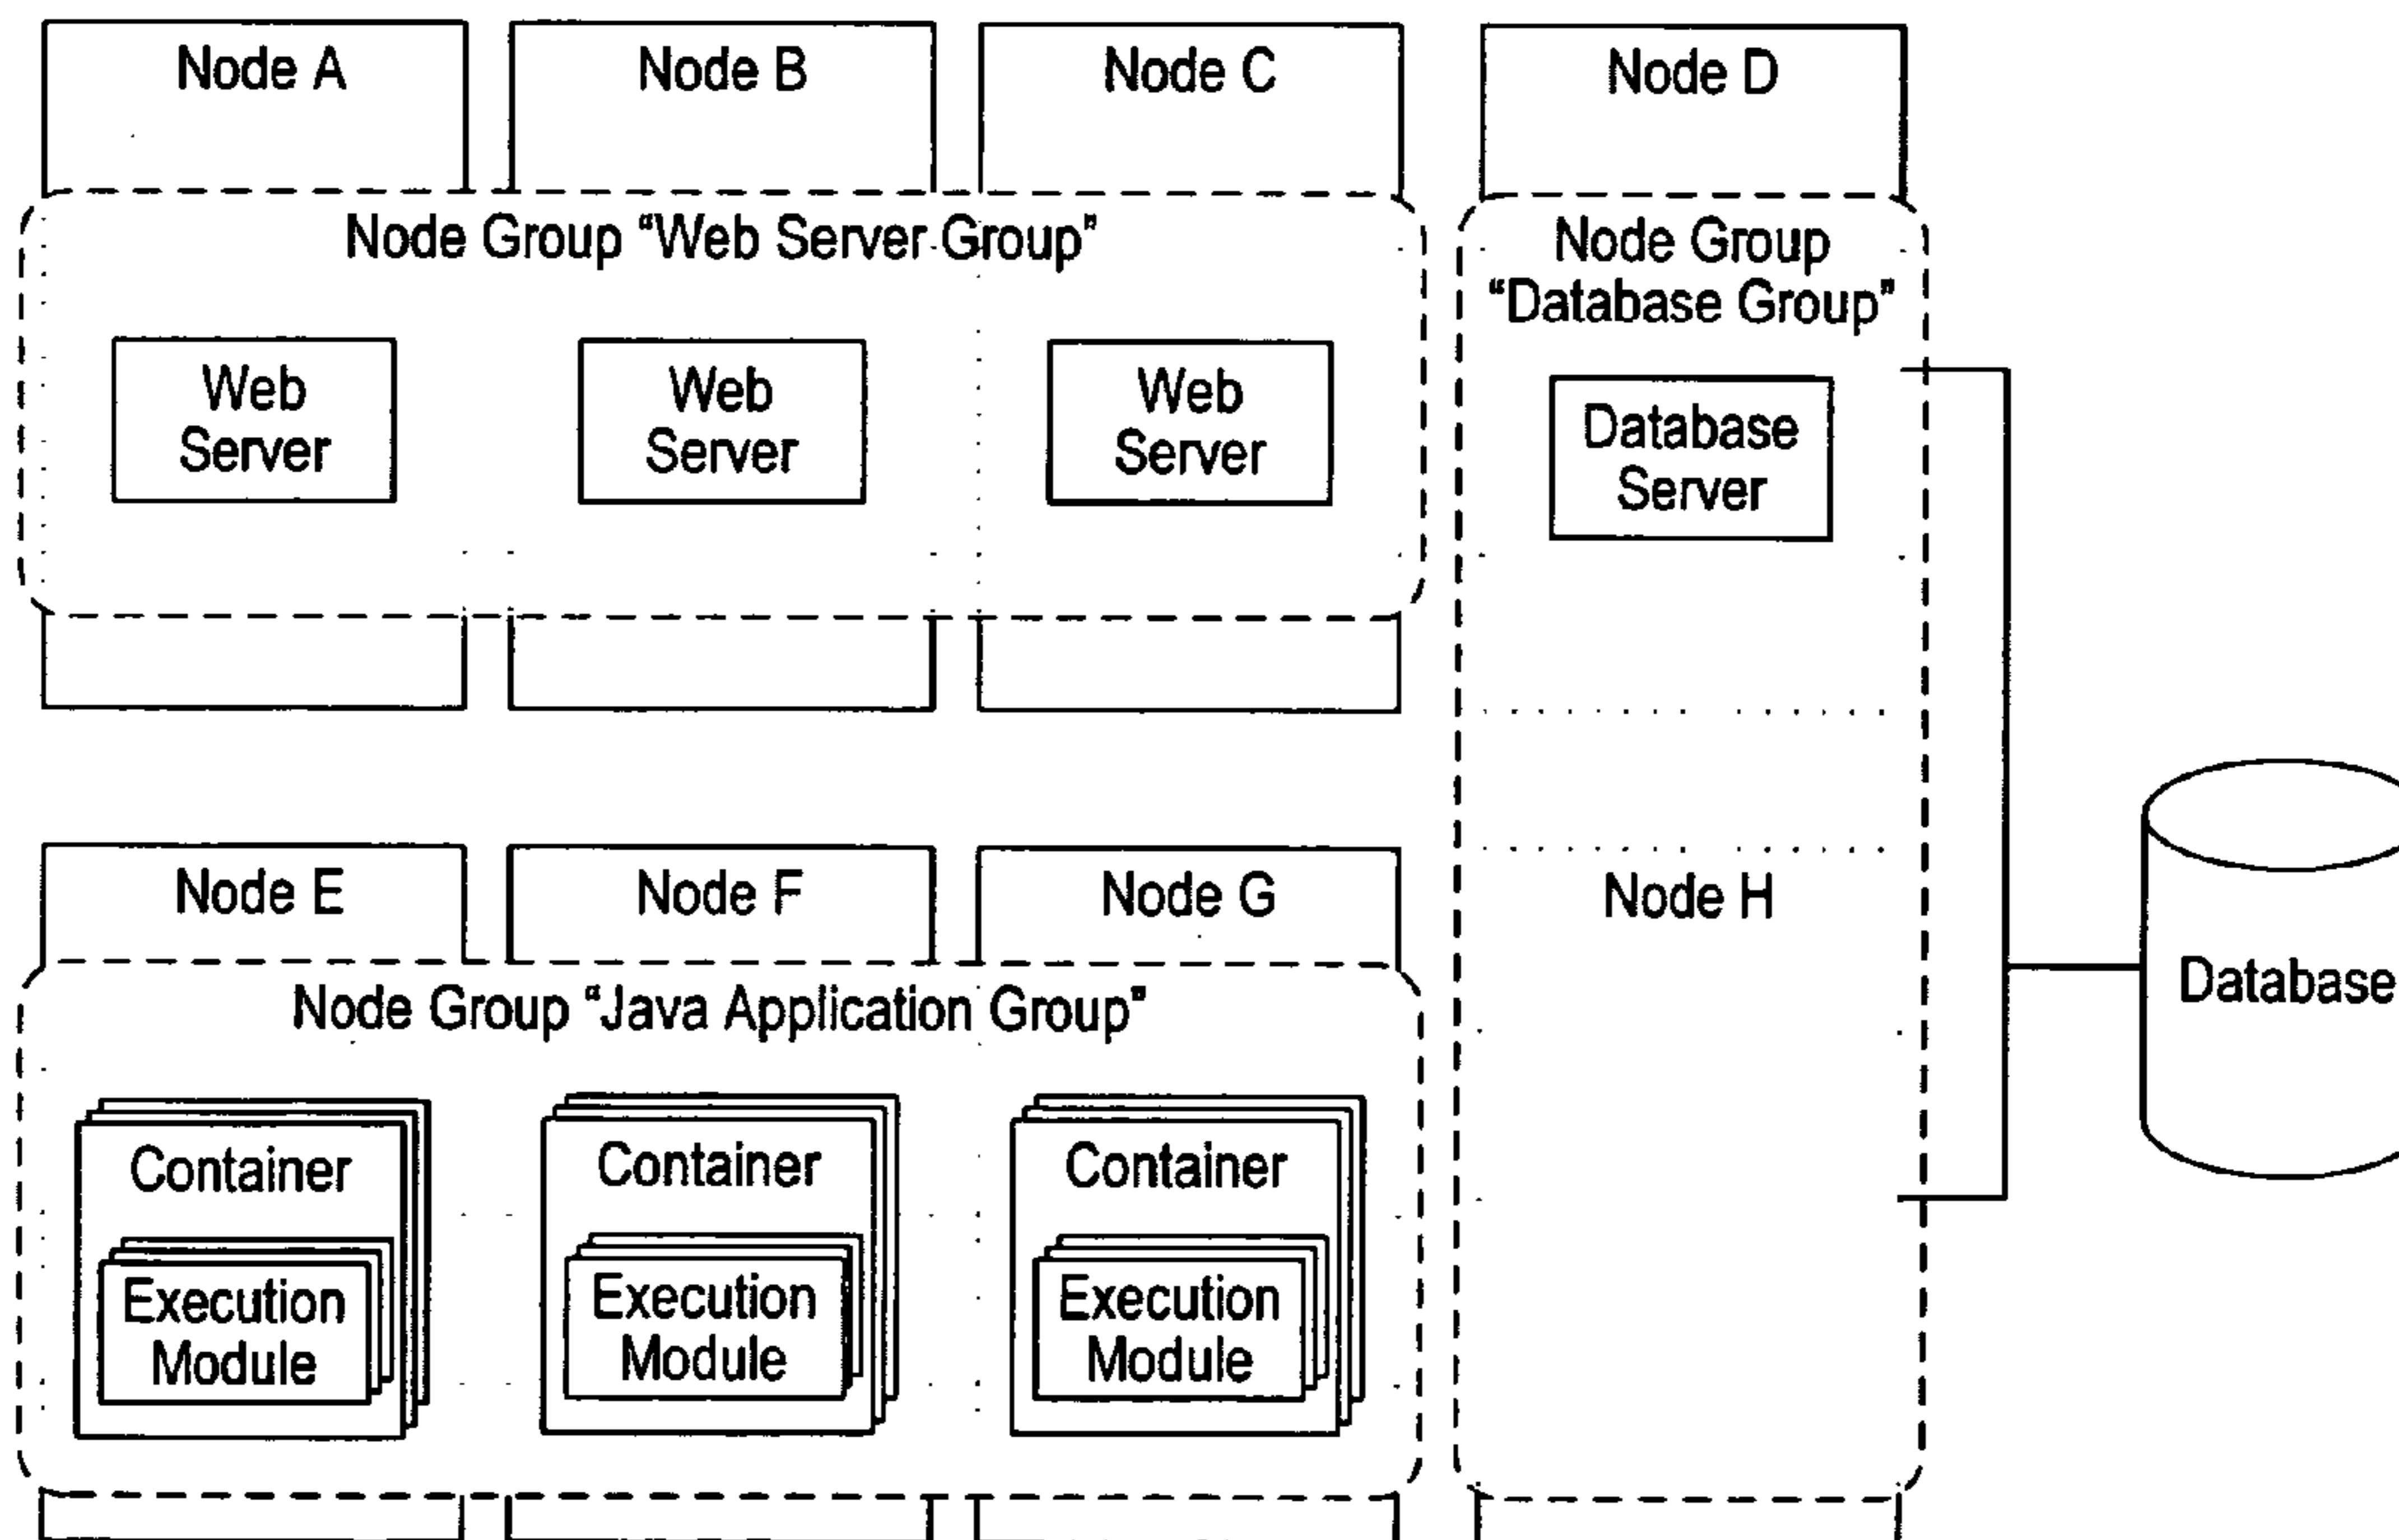 Node A
Node B
Node C
Node D
Node Group “Web Server Group”
Node Group
“Database Group”
Web
Server
Web
Server
Web
Server
Database
Server
Node E
Node F
Node G
Node H
Database
Node Group “Java Application Group”
Container
Execution
Module
Container
Execution
Module
Container
Execution
Module